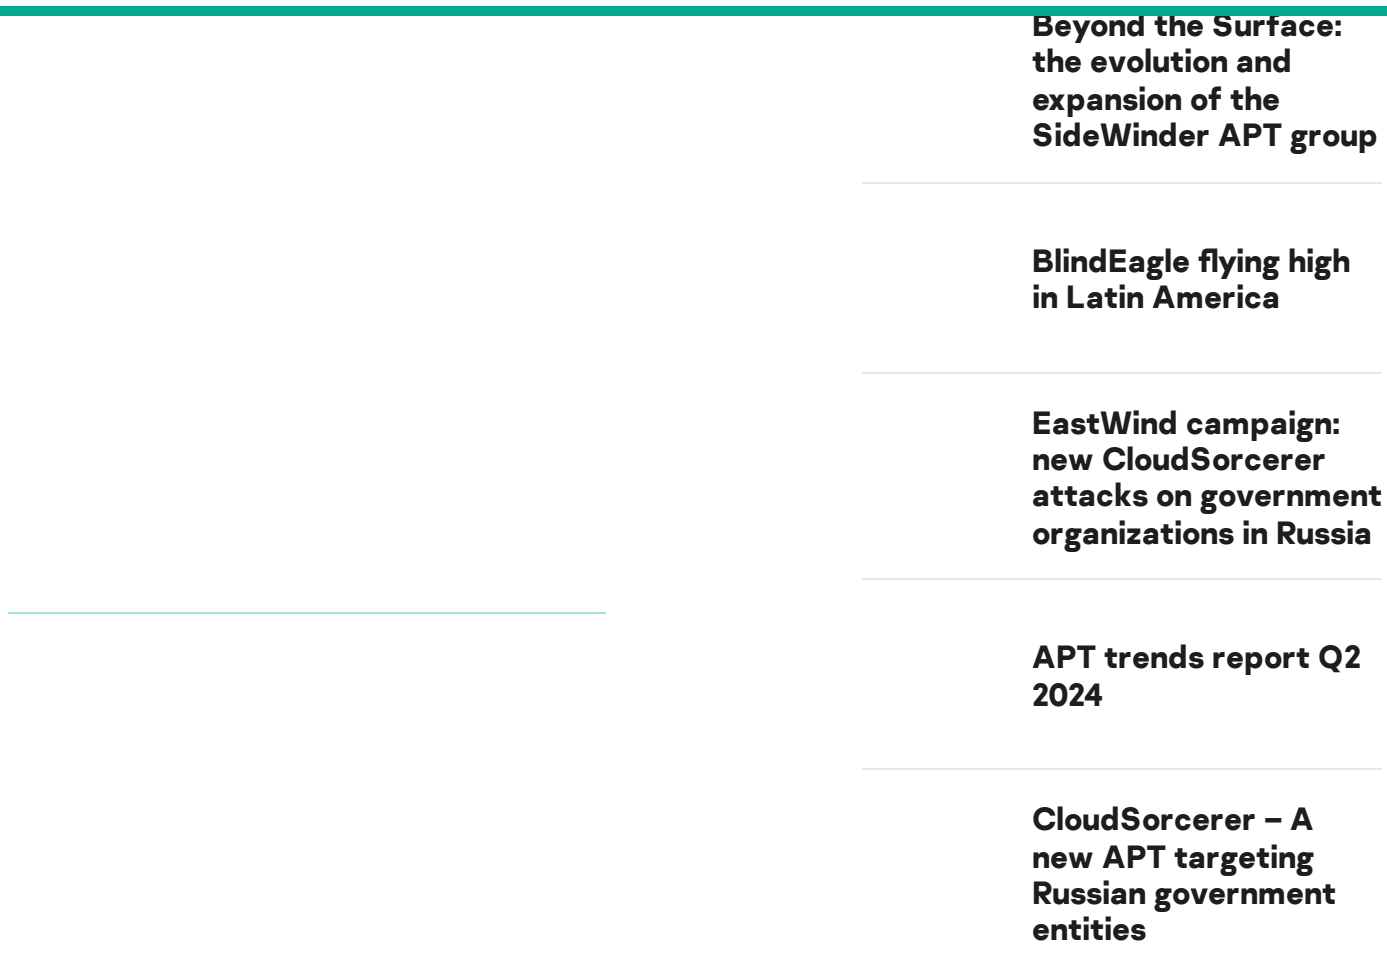 Beyond the Surface:
the evolution and
expansion of the
SideWinder APT group
BlindEagle flying high
in Latin America
EastWind campaign:
new CloudSorcerer
attacks on government
organizations in Russia
APT trends report Q2
2024
CloudSorcerer – A
new APT targeting
Russian government
entities